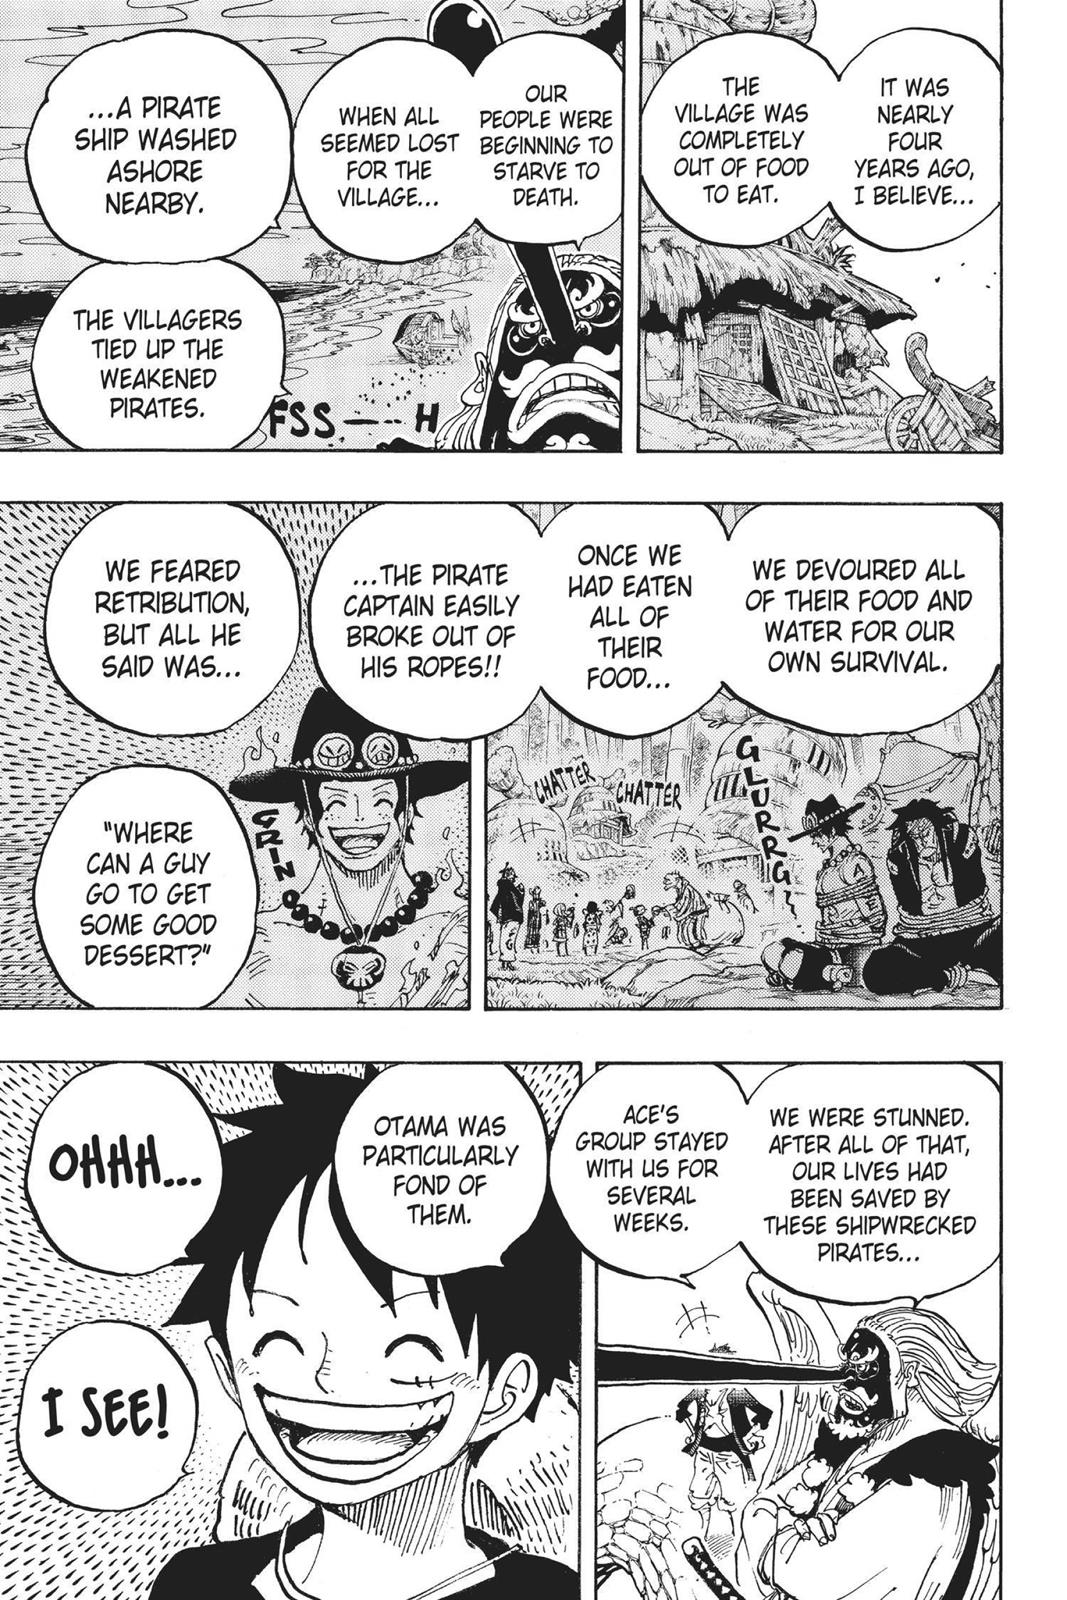 IT WAS
NEARLY
FOUR
YEARS AGO,
I BELIEVE...
THE
VILLAGE WAS
COMPLETELY
OUT OF FOOD
TO EAT.
OUR
PEOPLE WERE
BEGINNING TO
STARVE TO
DEATH.
WHEN ALL
SEEMED LOST
FOR THE
VILLAGE...
...A PIRATE
SHIP WASHED
ASHORE
NEARBY.
THE VILLAGERS
TIED UP THE
WEAKENED
PIRATES.
FSS—--H
WE DEVOURED ALL
OF THEIR FOOD AND
WATER FOR OUR
OWN SURVIVAL.
ONCE WE
HAD EATEN
ALL OF
THEIR
FOOD...
GLURRG
CHATTER
CHATTER
...THE PIRATE
CAPTAIN EASILY
BROKE OUT OF
HIS ROPES!!
WE FEARED
RETRIBUTION,
BUT ALL HE
SAID WAS...
GRIN
"WHERE
CAN A GUY
GO TO GET
SOME GOOD
DESSERT?"
WE WERE STUNNED.
AFTER ALL OF THAT,
OUR LIVES HAD
BEEN SAVED BY
THESE SHIPWRECKED
PIRATES...
ACE'S
GROUP STAYED
WITH US FOR
SEVERAL
WEEKS.
OTAMA WAS
PARTICULARLY
FOND OF
THEM.
OHHH...
I SEE!